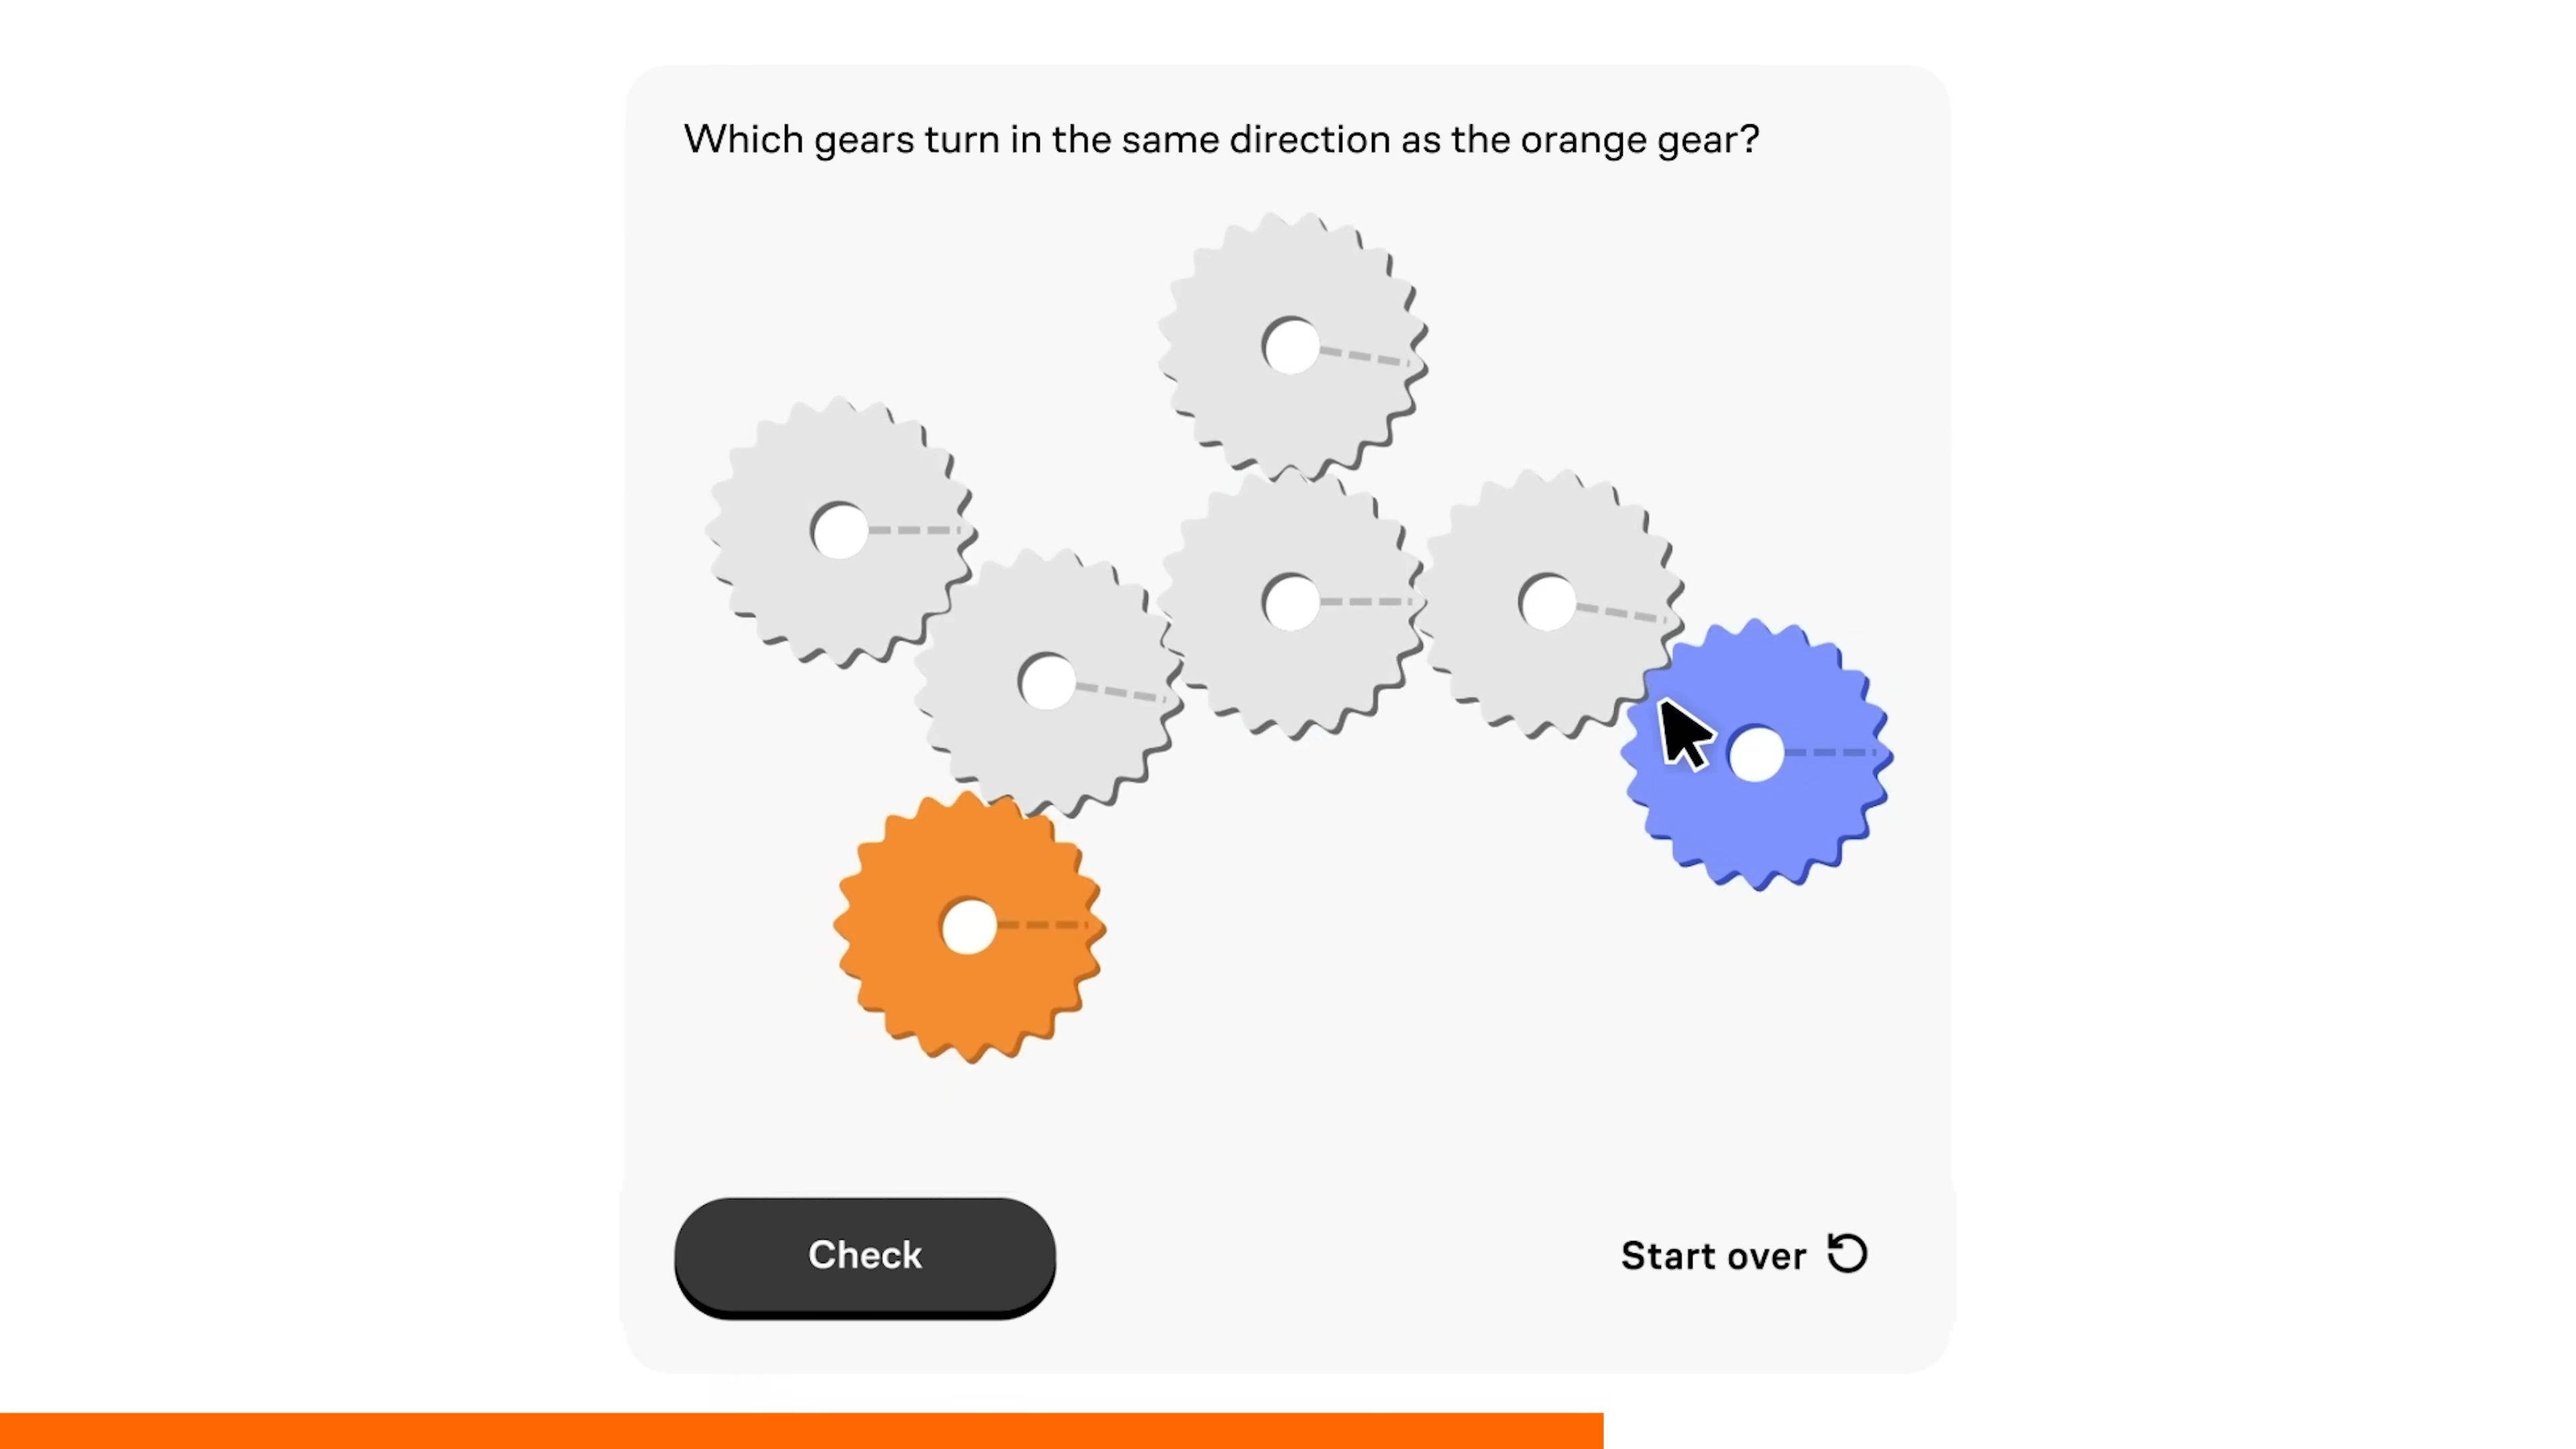 Which gears turn in the same direction as the orange gear?
Check
Start over